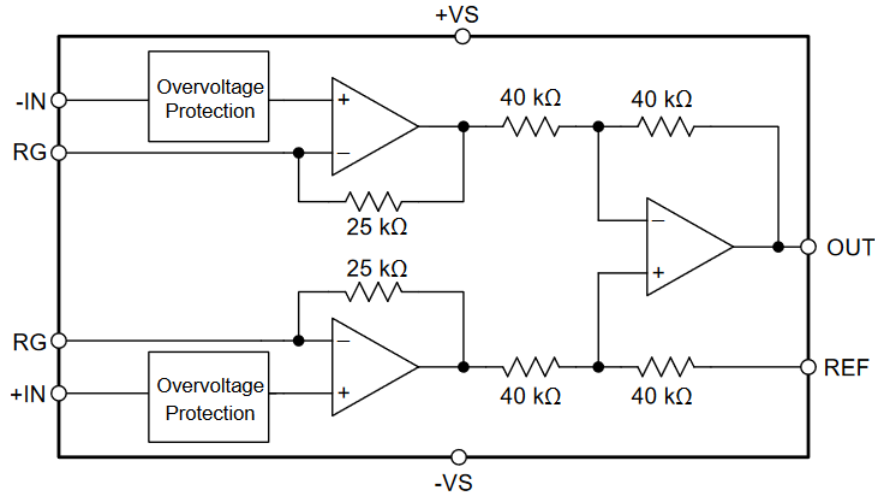 +VS
Overvoltage
Protection
-IN
+
40 kΩ
40 kΩ
RG
−
25 kΩ
−
OUT
+
25 kΩ
RG
−
REF
+IN
Overvoltage
Protection
+
40 kΩ
40 kΩ
-VS